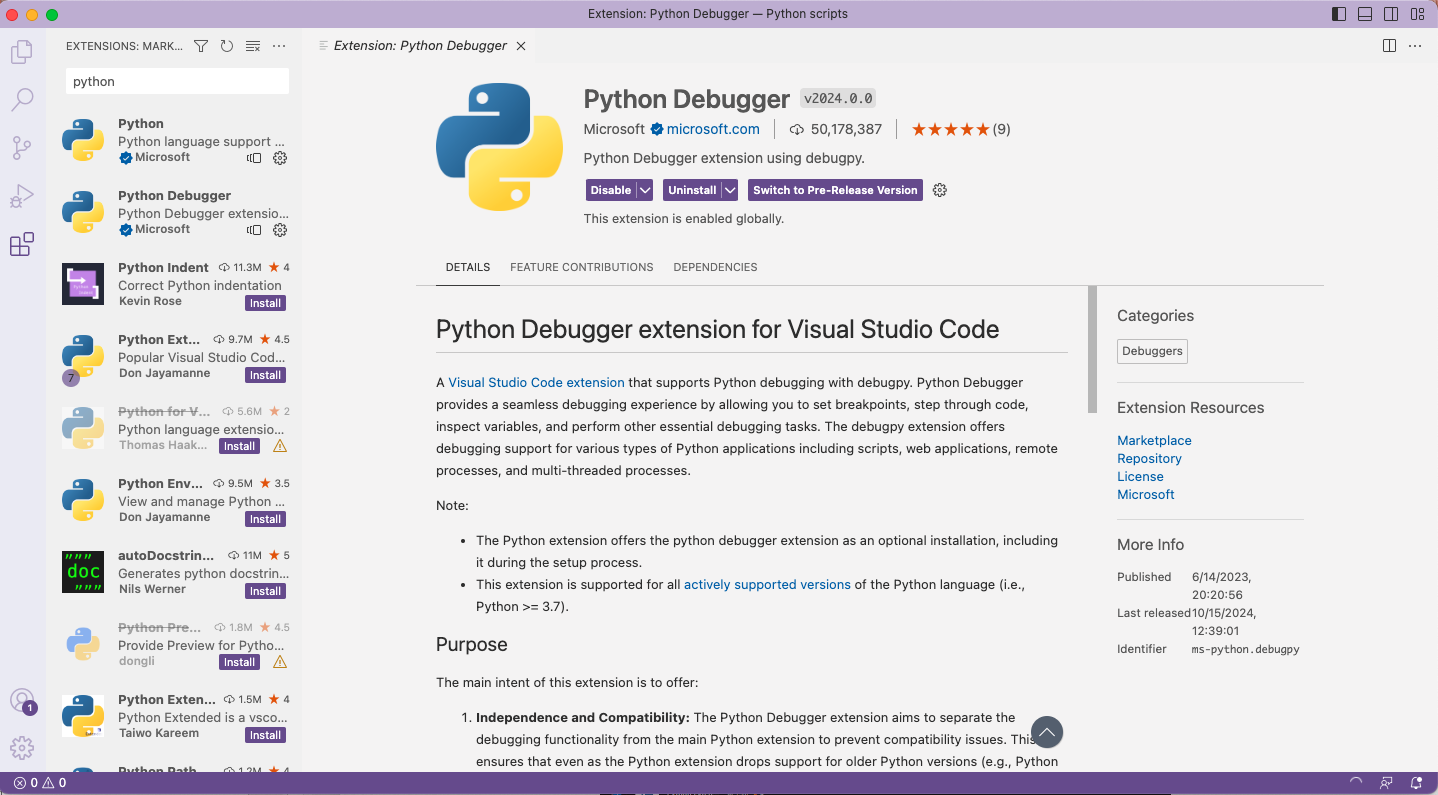 Extension: Python Debugger — Python scripts
EXTENSIONS: MARK...
python
Python
Python language support ...
Microsoft
Python Debugger
Python Debugger extensio...
Microsoft
Python Indent 11.3M 4
Correct Python indentation
Kevin Rose Install
Python Ext... 9.7M 4.5
Popular Visual Studio Cod...
Don Jayamanne Install
7
Python for V... 5.6M 2
Python language extensio...
Thomas Haak... Install
Python Env... 9.5M 3.5
View and manage Python ...
Don Jayamanne Install
"""
doc
"""
autoDocstrin... 11M 5
Generates python docstrin...
Nils Werner Install
Python Pre... 1.8M 4.5
Provide Preview for Pytho...
dongli Install
Python Exten... 1.5M 4
Python Extended is a vsco...
Taiwo Kareem Install
Python Path 1.2M 4
1
0 0
Extension: Python Debugger
Python Debugger v2024.0.0
Microsoft microsoft.com 50,178,387 (9)
Python Debugger extension using debugpy.
Disable Uninstall Switch to Pre-Release Version
This extension is enabled globally.
DETAILS FEATURE CONTRIBUTIONS DEPENDENCIES
Python Debugger extension for Visual Studio Code
A Visual Studio Code extension that supports Python debugging with debugpy. Python Debugger
provides a seamless debugging experience by allowing you to set breakpoints, step through code,
inspect variables, and perform other essential debugging tasks. The debugpy extension offers
debugging support for various types of Python applications including scripts, web applications, remote
processes, and multi-threaded processes.
Note:
• The Python extension offers the python debugger extension as an optional installation, including
it during the setup process.
• This extension is supported for all actively supported versions of the Python language (i.e.,
Python >= 3.7).
Purpose
The main intent of this extension is to offer:
1. Independence and Compatibility: The Python Debugger extension aims to separate the
debugging functionality from the main Python extension to prevent compatibility issues. This
ensures that even as the Python extension drops support for older Python versions (e.g., Python
Categories
Debuggers
Extension Resources
Marketplace
Repository
License
Microsoft
More Info
Published 6/14/2023,
20:20:56
Last released 10/15/2024,
12:39:01
Identifier ms-python.debugpy